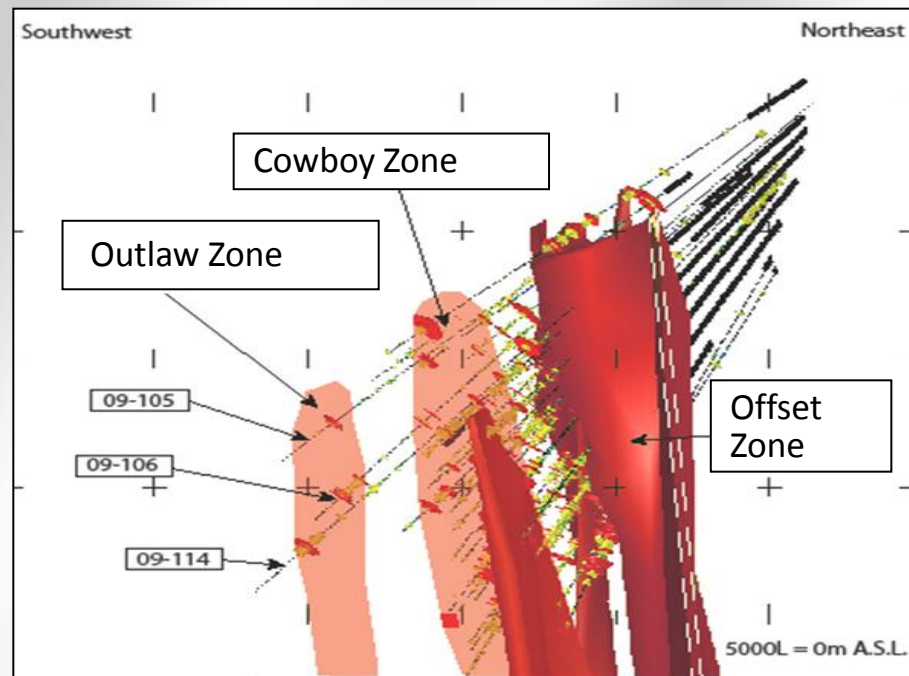 Southwest
Northeast
Cowboy Zone
Outlaw Zone
09-105
Offset
Zone
09-106
09-114
5000L = 0m A.S.L.